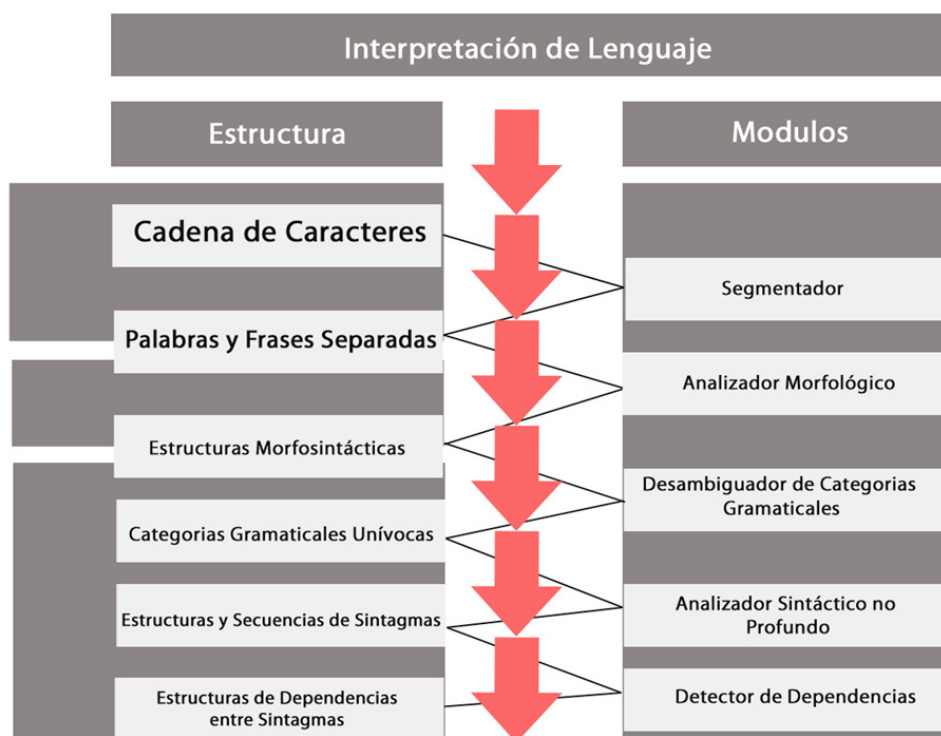 Interpretación de Lenguaje
Estructura
Modulos
Cadena de Caracteres
Segmentador
Palabras y Frases Separadas
Analizador Morfológico
Estructuras Morfosintácticas
Desambiguador de Categorias
Gramaticales
Categorias Gramaticales Unívocas
Analizador Sintáctico no
Profundo
Estructuras y Secuencias de Sintagmas
Detector de Dependencias
Estructuras de Dependencias
entre Sintagmas